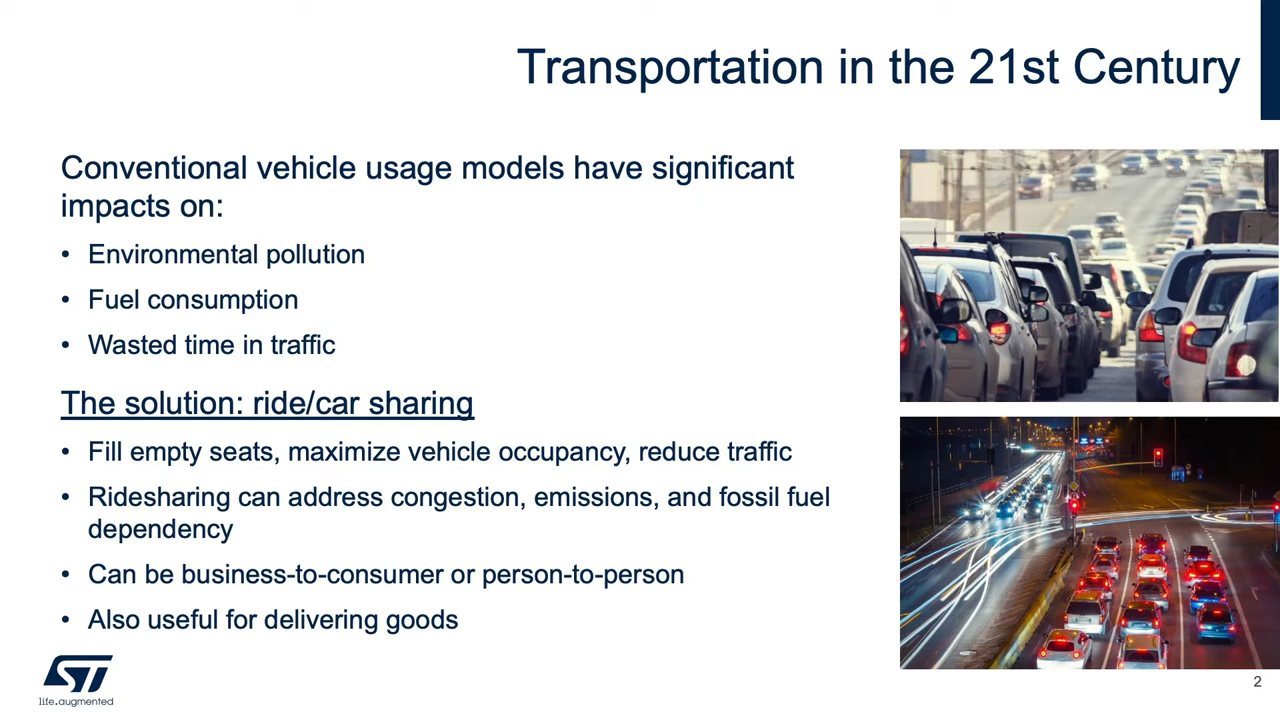 Transportation in the 21st Century
Conventional vehicle usage models have significant
impacts on:
• Environmental pollution
• Fuel consumption
• Wasted time in traffic
The solution: ride/car sharing
• Fill empty seats, maximize vehicle occupancy, reduce traffic
• Ridesharing can address congestion, emissions, and fossil fuel
dependency
• Can be business-to-consumer or person-to-person
• Also useful for delivering goods
ST
life.augmented
2